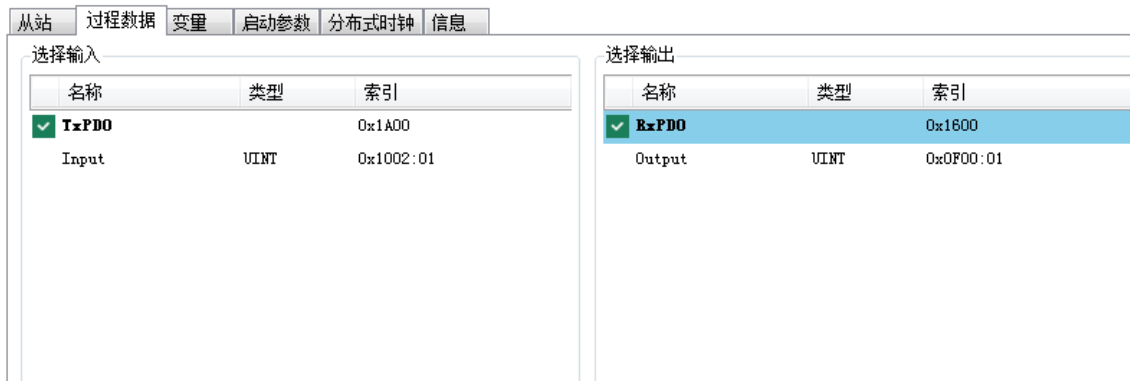 从站 过程数据 变量 启动参数 分布式时钟 信息
选择输入 选择输出
名称 类型 索引 名称 类型 索引
TxPDO 0x1A00 RxPDO 0x1600
Input UINT 0x1002:01 Output UINT 0x0F00:01